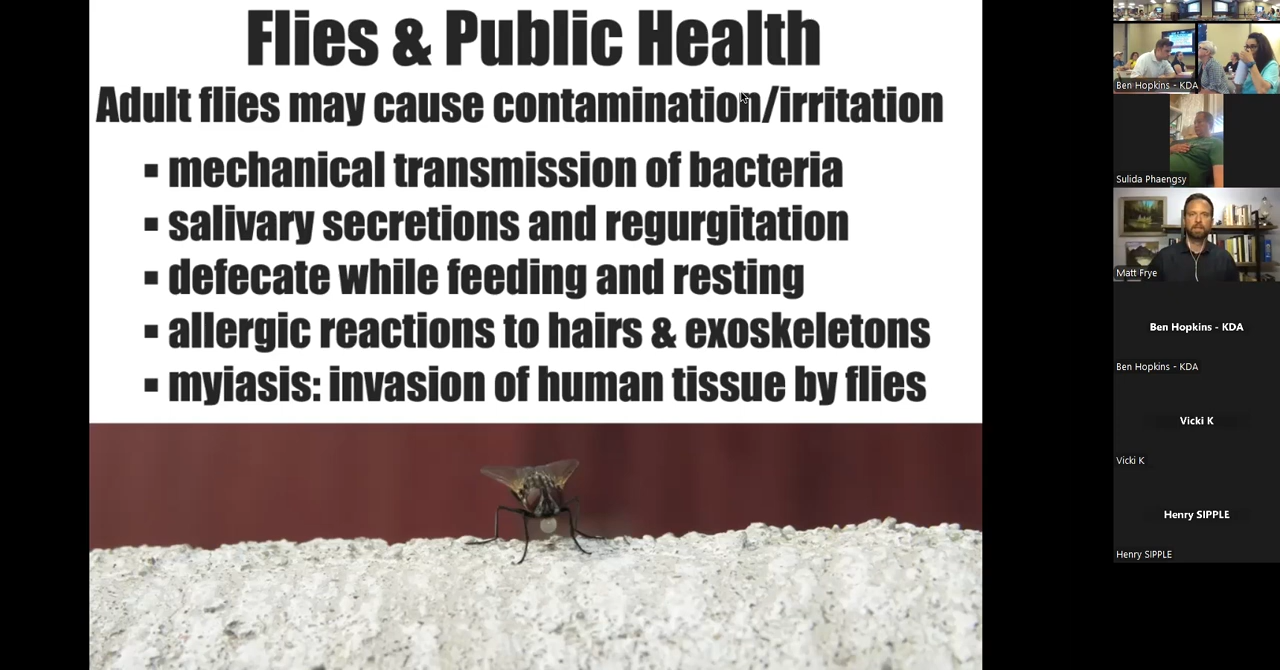 Flies & Public Health
Adult flies may cause contamination/irritation
▪ mechanical transmission of bacteria
▪ salivary secretions and regurgitation
▪ defecate while feeding and resting
▪ allergic reactions to hairs & exoskeletons
▪ myiasis: invasion of human tissue by flies
Ben Hopkins - KDA
Sulida Phaengsy
Matt Frye
Ben Hopkins - KDA
Ben Hopkins - KDA
Vicki K
Vicki K
Henry SIPPLE
Henry SIPPLE